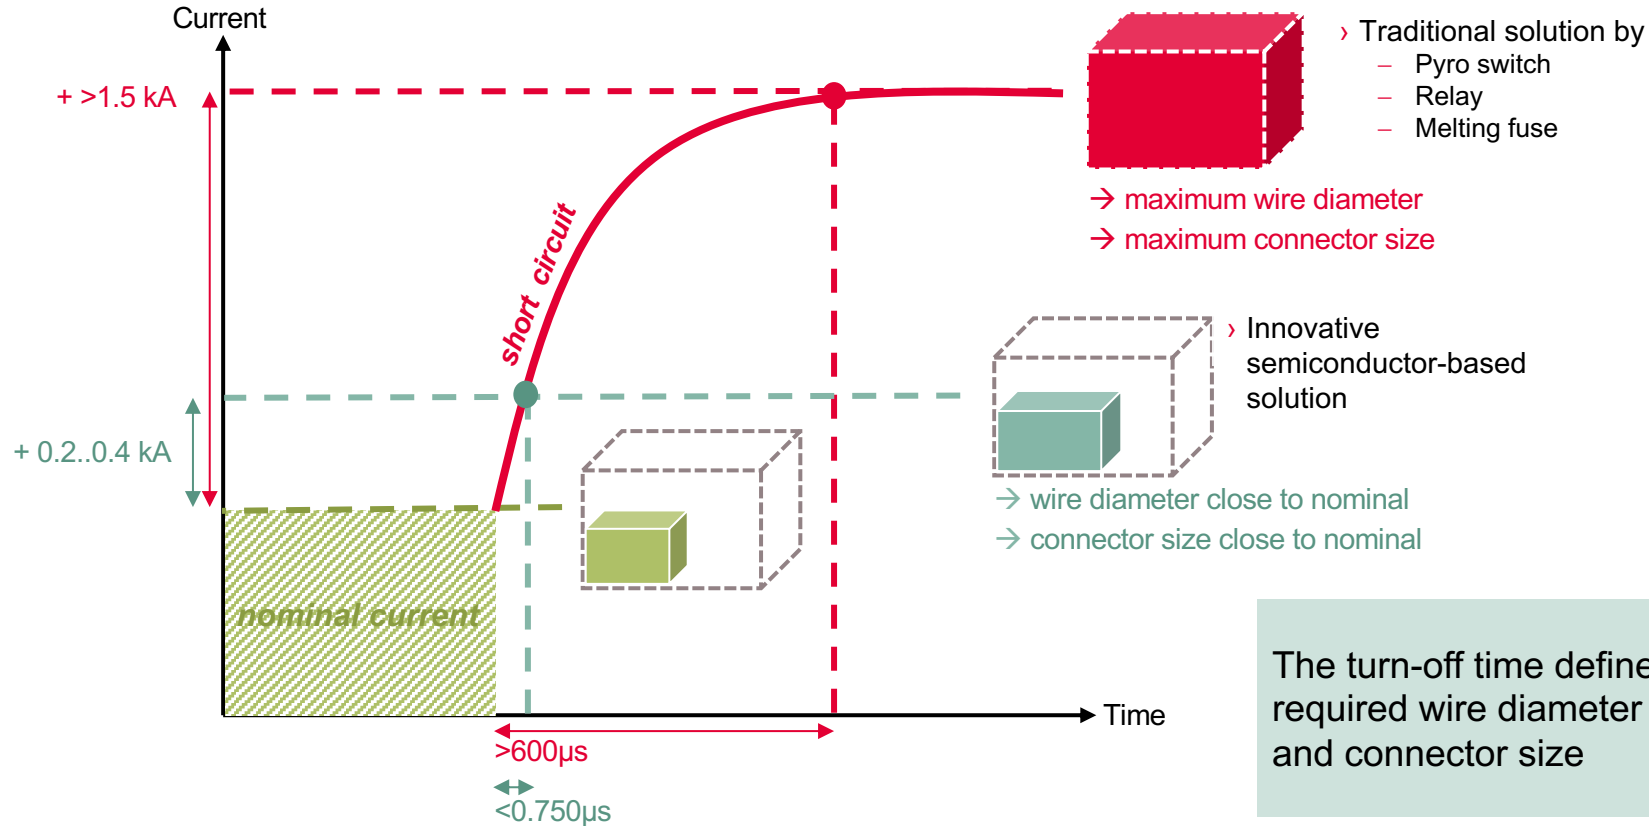 Current
+ >1.5 kA
› Traditional solution by
– Pyro switch
– Relay
– Melting fuse
→ maximum wire diameter
→ maximum connector size
short circuit
› Innovative
semiconductor-based
solution
+ 0.2..0.4 kA
→ wire diameter close to nominal
→ connector size close to nominal
nominal current
The turn-off time define
required wire diameter
and connector size
Time
>600µs
<0.750µs